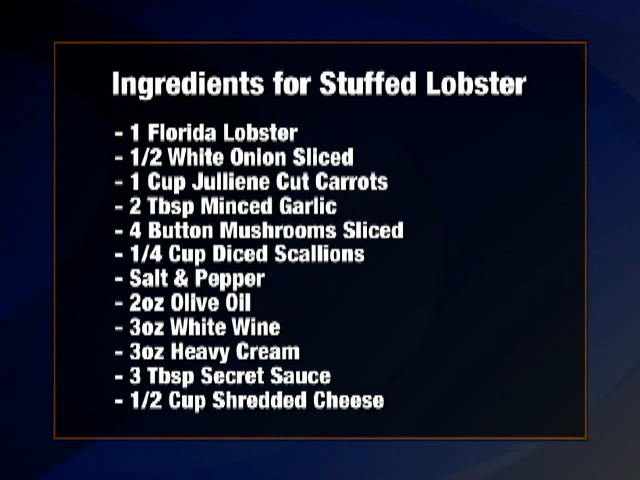 Ingredients for Stuffed Lobster
- 1 Florida Lobster
- 1/2 White Onion Sliced
- 1 Cup Julliene Cut Carrots
- 2 Tbsp Minced Garlic
- 4 Button Mushrooms Sliced
- 1/4 Cup Diced Scallions
- Salt & Pepper
- 2oz Olive Oil
- 3oz White Wine
- 3oz Heavy Cream
- 3 Tbsp Secret Sauce
- 1/2 Cup Shredded Cheese